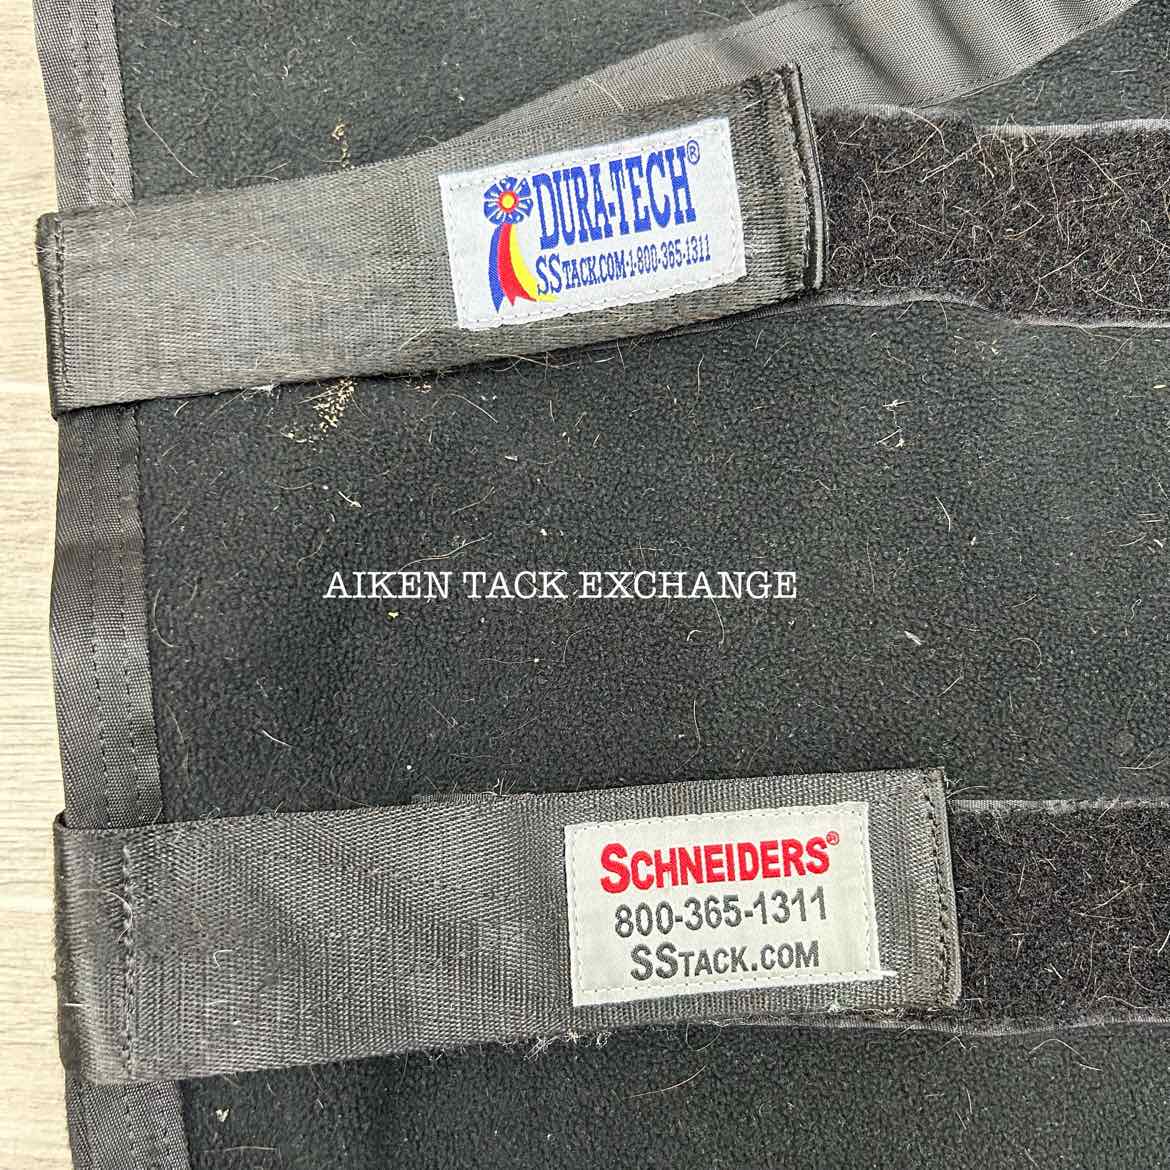 DURA-TECH®
SSTACK.COM·1-800-365-1311
AIKEN TACK EXCHANGE
SCHNEIDERS®
800-365-1311
SSTACK.COM